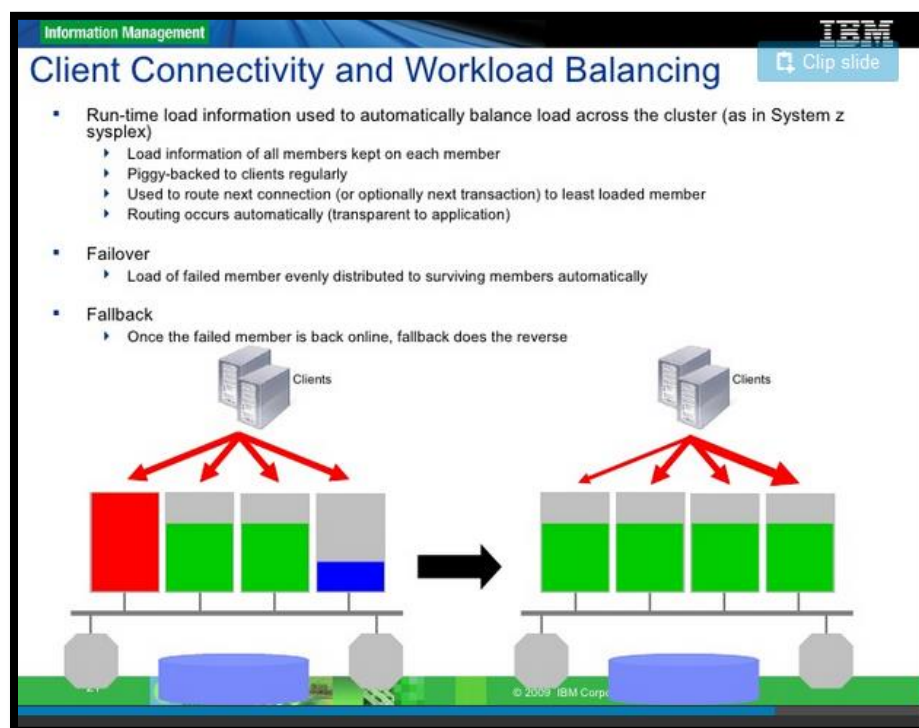 Information Management
IBM
Clip slide
Client Connectivity and Workload Balancing
Run-time load information used to automatically balance load across the cluster (as in System z
sysplex)
Load information of all members kept on each member
Piggy-backed to clients regularly
Used to route next connection (or optionally next transaction) to least loaded member
Routing occurs automatically (transparent to application)
Failover
Load of failed member evenly distributed to surviving members automatically
Fallback
Once the failed member is back online, fallback does the reverse
Clients
Clients
© 2009 IBM